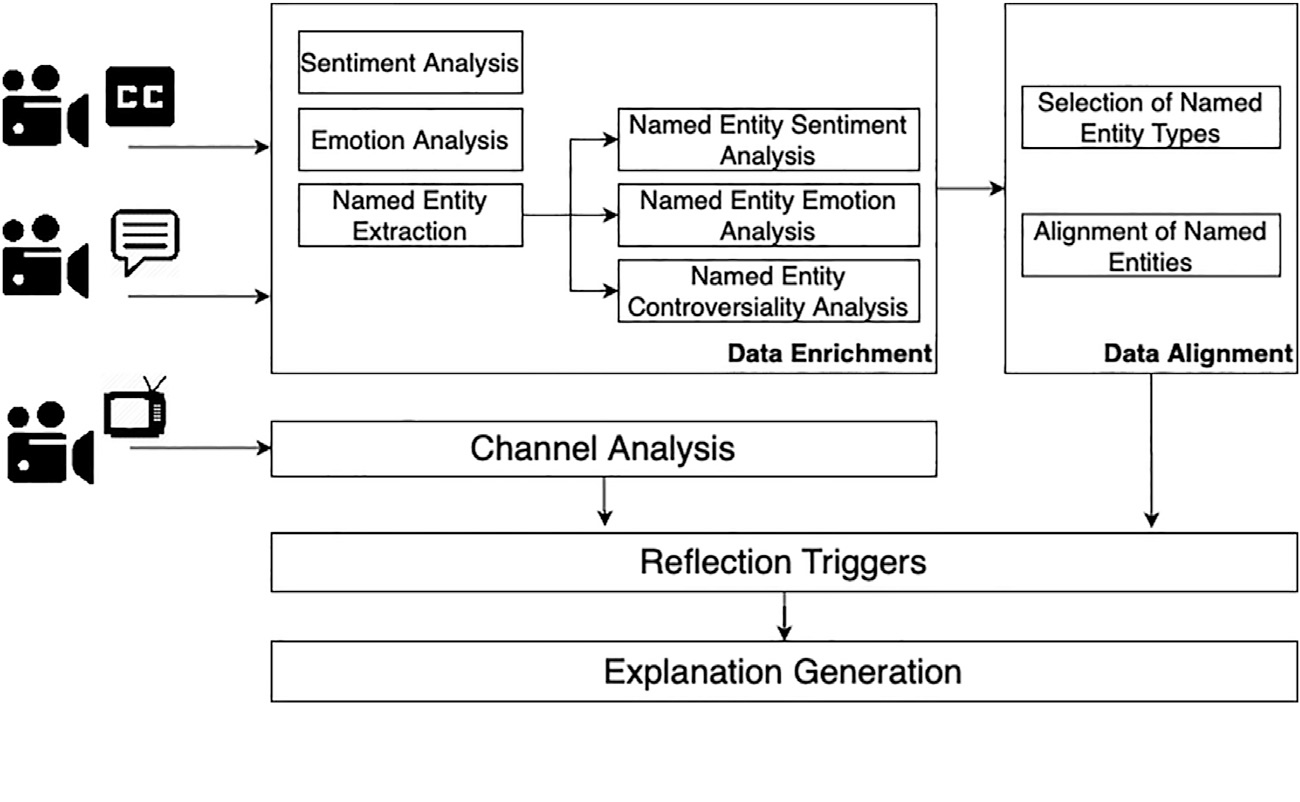 CC
Sentiment Analysis
Emotion Analysis
Named Entity
Extraction
Named Entity Sentiment
Analysis
Named Entity Emotion
Analysis
Named Entity
Controversiality Analysis
Data Enrichment
Selection of Named
Entity Types
Alignment of Named
Entities
Data Alignment
Channel Analysis
Reflection Triggers
Explanation Generation